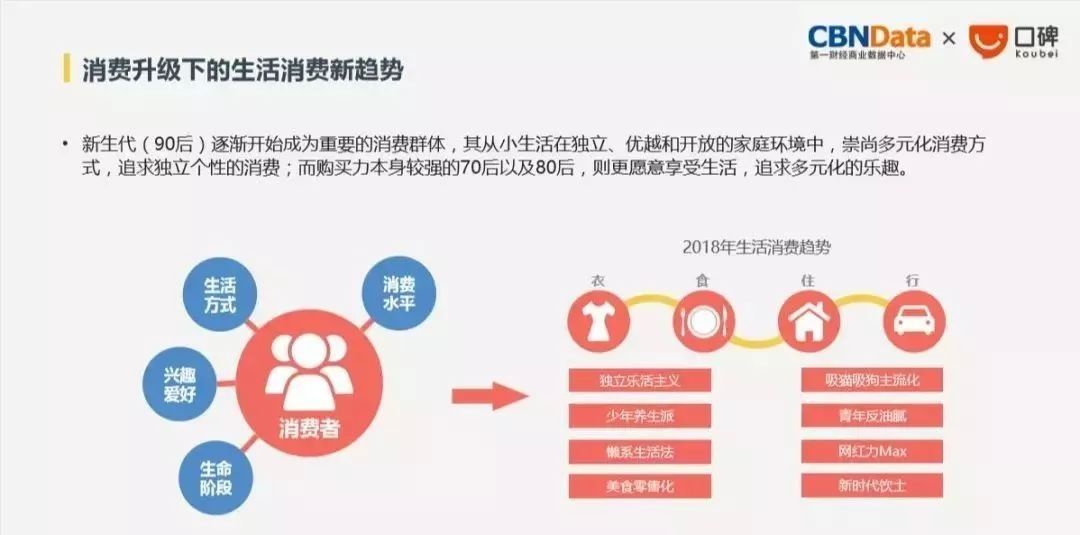 CBNData × 口碑
第一财经商业数据中心 Koubei
消费升级下的生活消费新趋势
• 新生代（90后）逐渐开始成为重要的消费群体，其从小生活在独立、优越和开放的家庭环境中，崇尚多元化消费方
式，追求独立个性的消费；而购买力本身较强的70后以及80后，则更愿意享受生活，追求多元化的乐趣。
生活
方式
消费
水平
兴趣
爱好
消费者
生命
阶段
2018年生活消费趋势
衣 食 住 行
独立乐活主义
少年养生派
懒系生活法
美食零售化
吸猫吸狗主流化
青年反油腻
网红力Max
新时代饮士